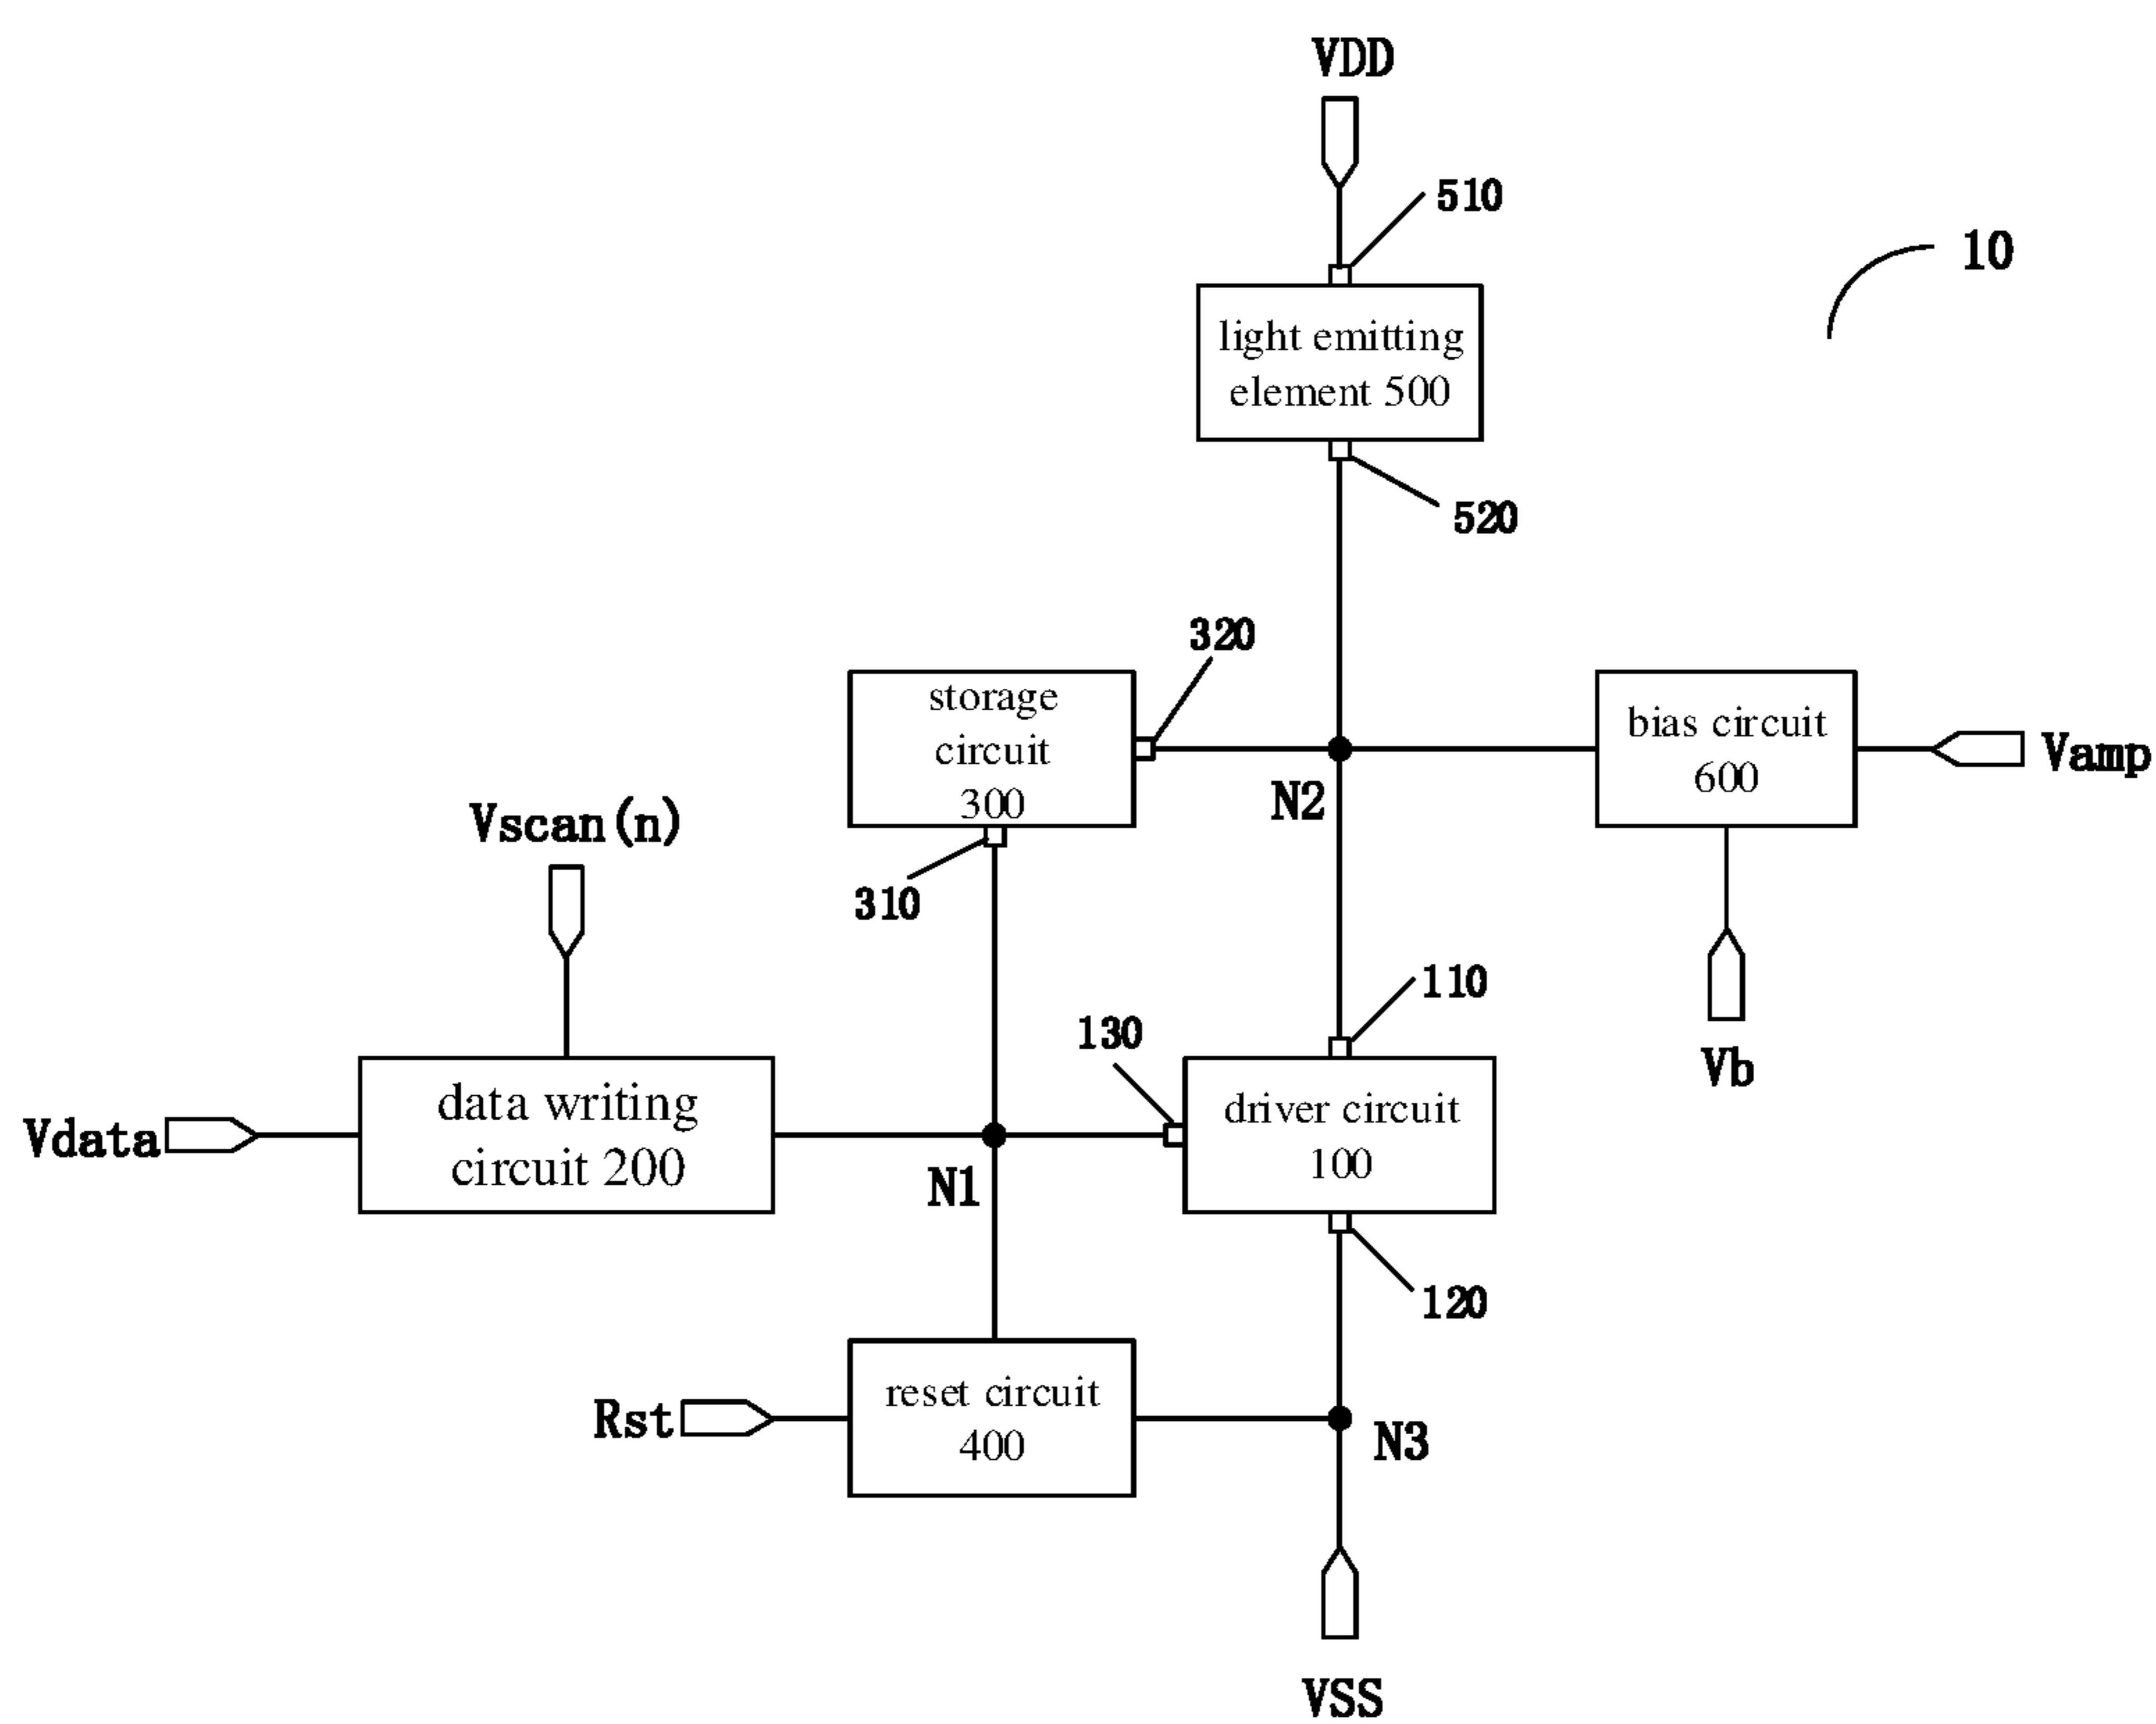 VDD
510
10
light emitting
element 500
520
320
storage
circuit
300
bias circuit
600
Vamp
N2
Vscan(n)
310
110
130
Vb
data writing
circuit 200
driver circuit
100
Vdata
N1
120
reset circuit
400
Rst
N3
VSS